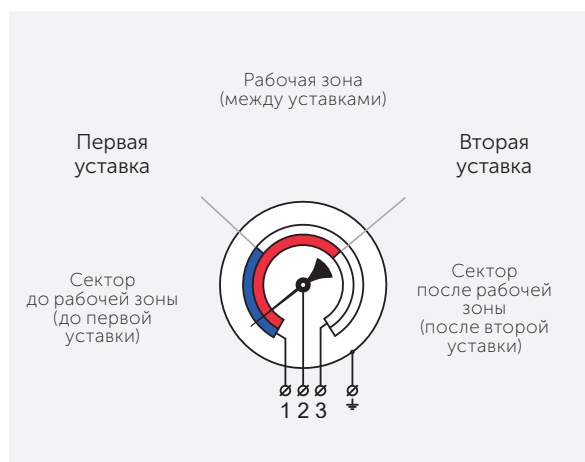 Рабочая зона
(между уставками)
Первая
уставка
Вторая
уставка
Сектор
до рабочей зоны
(до первой
уставки)
Сектор
после рабочей
зоны
(после второй
уставки)
1 2 3